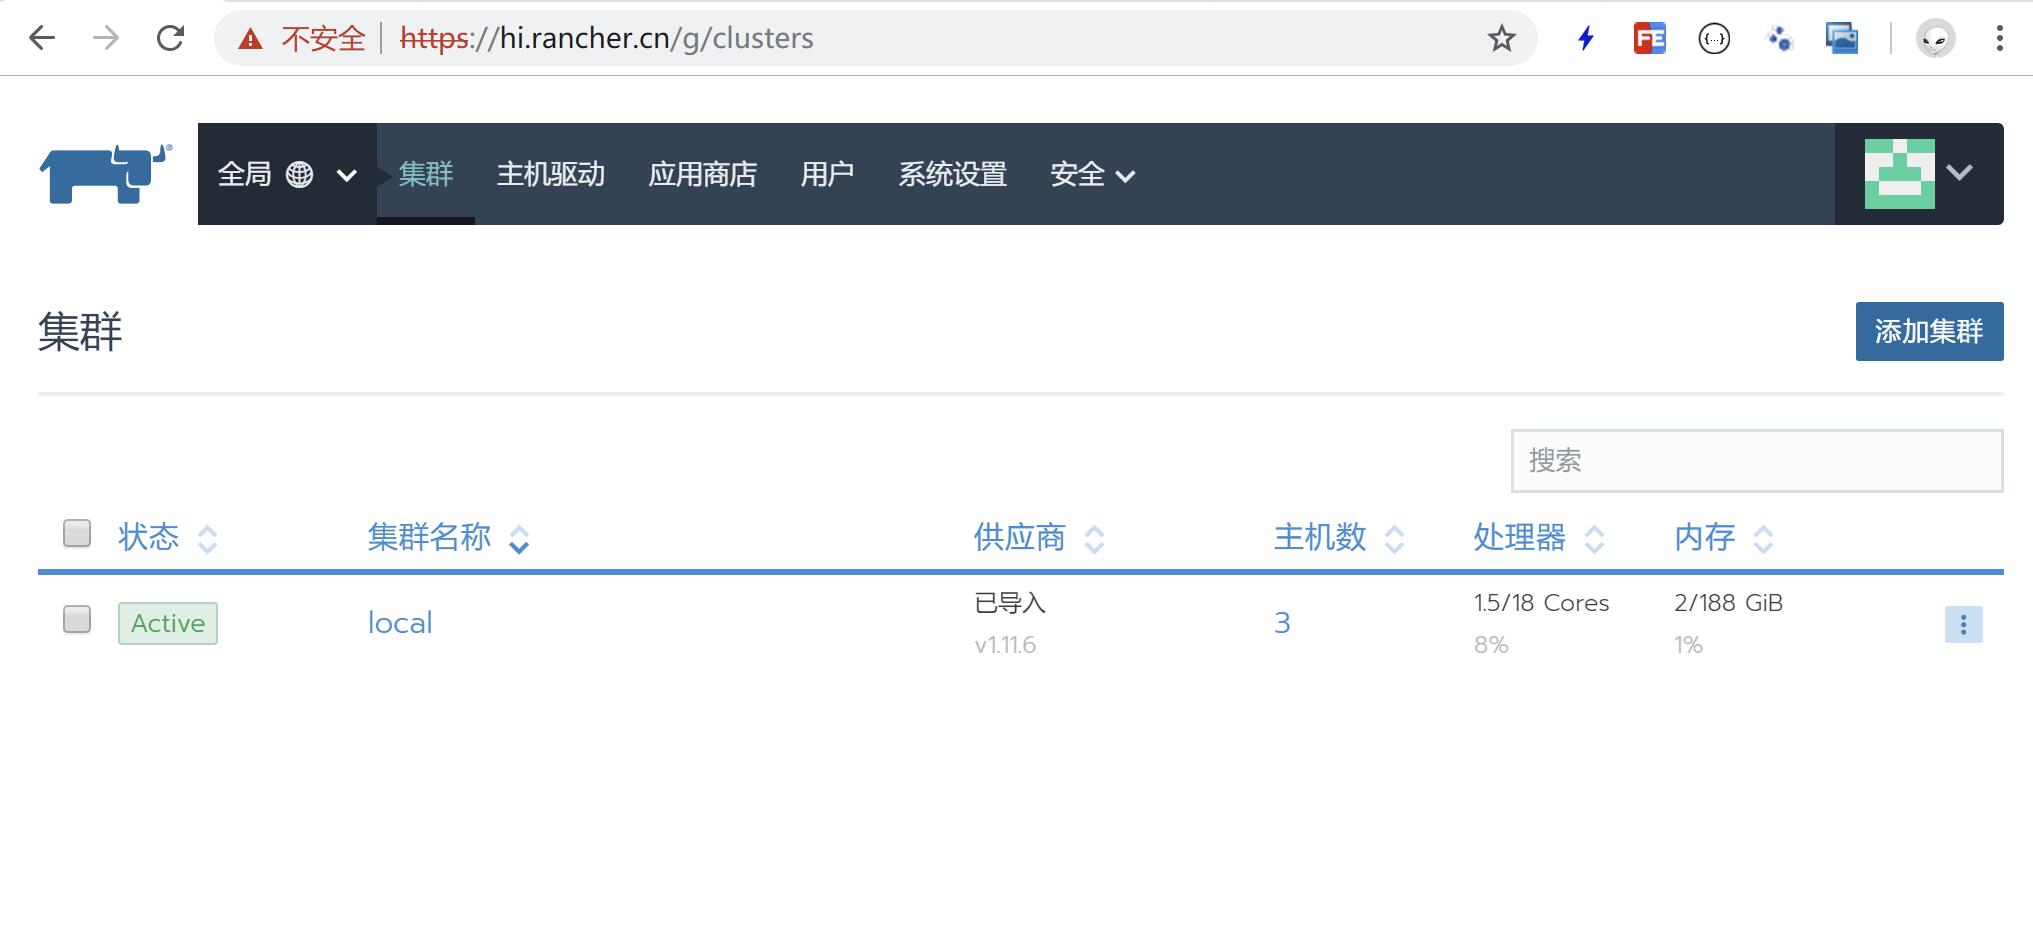 不安全 https://hi.rancher.cn/g/clusters
FE
{...}
全局 集群 主机驱动 应用商店 用户 系统设置 安全
集群 添加集群
搜索
状态 集群名称 供应商 主机数 处理器 内存
Active local 已导入 3 1.5/18 Cores 2/188 GiB
v1.11.6 8% 1%